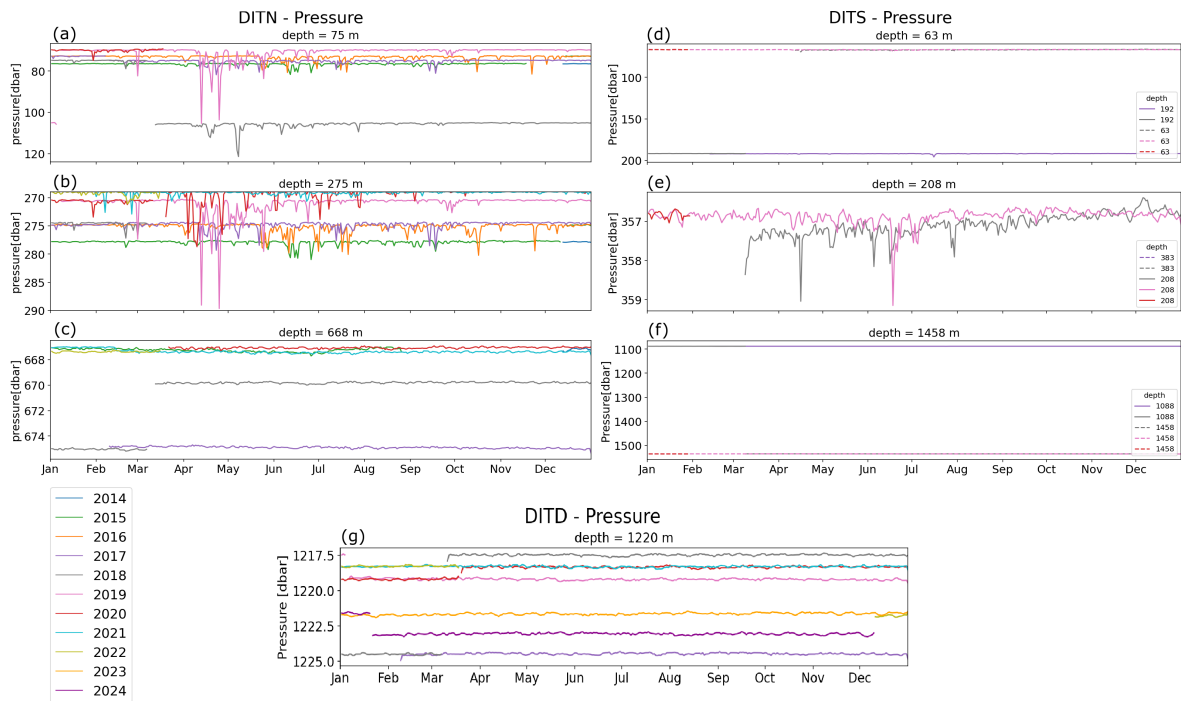 DITN - Pressure
(a)
depth = 75 m
pressure[dbar]
80
100
120
(b)
depth = 275 m
pressure[dbar]
270
275
280
285
290
(c)
depth = 668 m
pressure[dbar]
668
670
672
674
Jan Feb Mar Apr May Jun Jul Aug Sep Oct Nov Dec
DITS - Pressure
(d)
depth = 63 m
Pressure[dbar]
100
150
200
depth
192
192
63
63
63
(e)
depth = 208 m
Pressure[dbar]
357
358
359
depth
383
383
208
208
208
(f)
depth = 1458 m
Pressure[dbar]
1100
1200
1300
1400
1500
depth
1088
1088
1458
1458
1458
Jan Feb Mar Apr May Jun Jul Aug Sep Oct Nov Dec
2014
2015
2016
2017
2018
2019
2020
2021
2022
2023
2024
DITD - Pressure
(g)
depth = 1220 m
Pressure [dbar]
1217.5
1220.0
1222.5
1225.0
Jan Feb Mar Apr May Jun Jul Aug Sep Oct Nov Dec